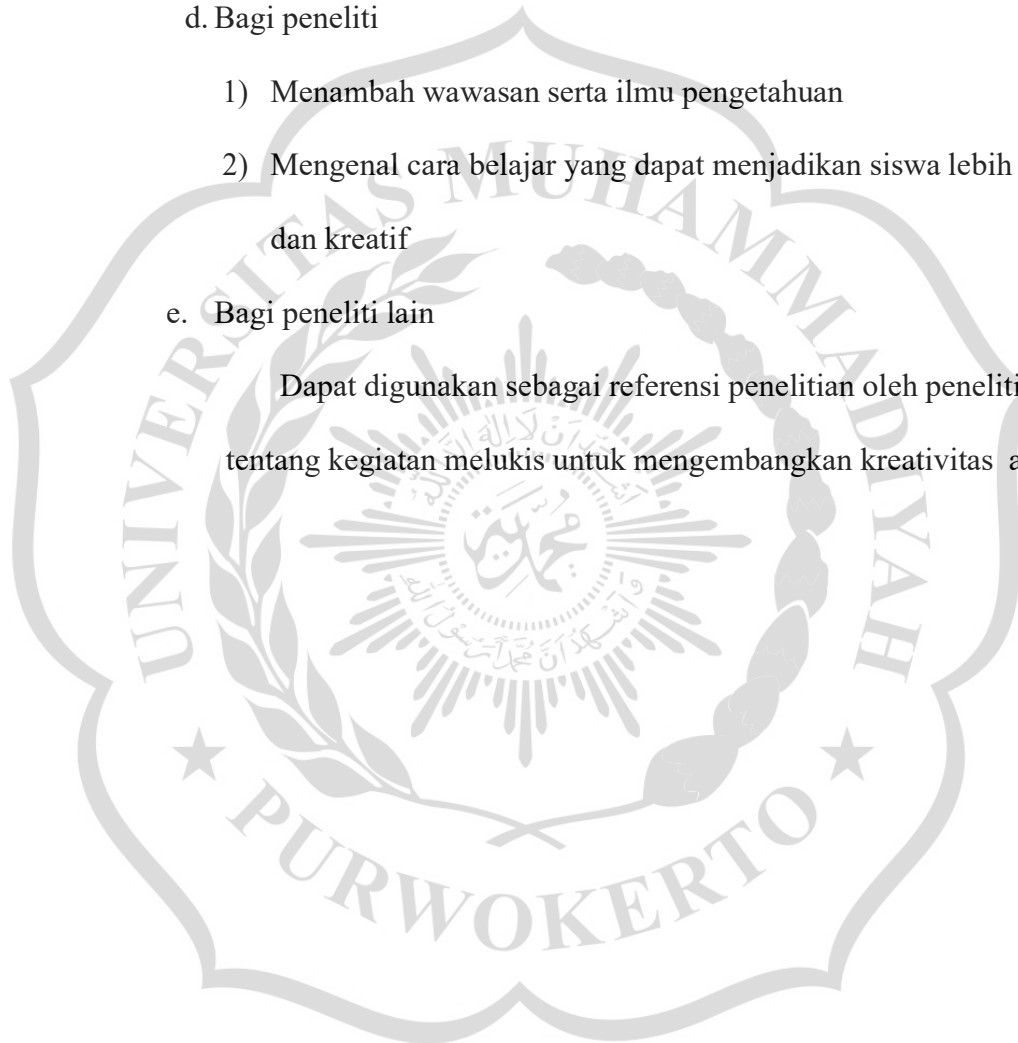 d. Bagi peneliti
1) Menambah wawasan serta ilmu pengetahuan
2) Mengenal cara belajar yang dapat menjadikan siswa lebih
dan kreatif
e. Bagi peneliti lain
Dapat digunakan sebagai referensi penelitian oleh peneliti
tentang kegiatan melukis untuk mengembangkan kreativitas a
UNIVERSITAS MUHAMMADIYAH
PURWOKERTO